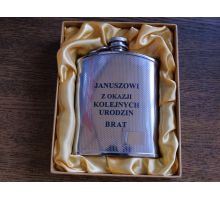 JANUSZOWI
Z OKAZJI
KOLEJNYCH
URODZIN
BRAT